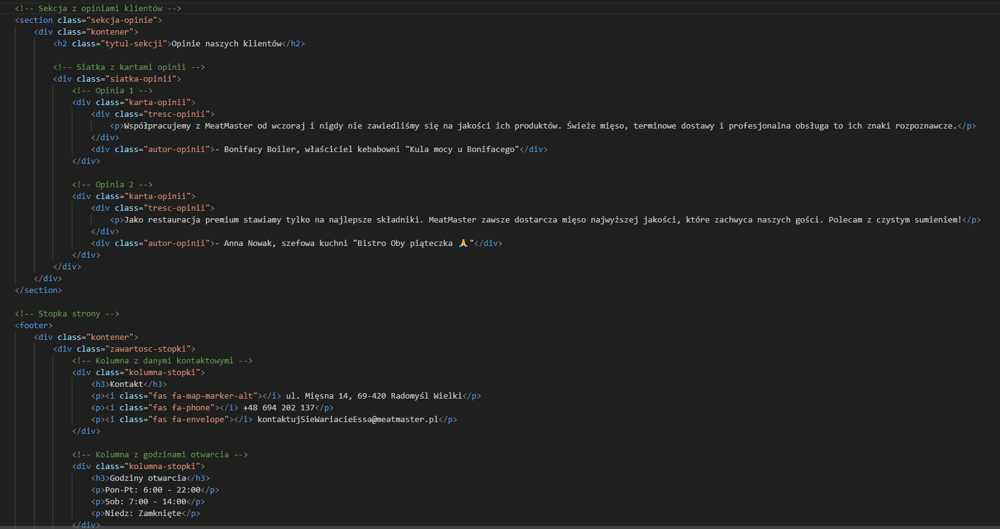 <!-- Sekcja z opiniami klientów -->
<section class="sekcja-opinie">
<div class="kontener">
<h2 class="tytul-sekcji">Opinie naszych klientów</h2>
<!-- Siatka z kartami opinii -->
<div class="siatka-opinii">
<!-- Opinia 1 -->
<div class="karta-opinii">
<div class="tresc-opinii">
<p>Współpracujemy z MeatMaster od wczoraj i nigdy nie zawiedliśmy się na jakości ich produktów. Świeże mięso, terminowe dostawy i profesjonalna obsługa to ich znaki rozpoznawcze.</p>
</div>
<div class="autor-opinii">- Bonifacy Boiler, właściciel kebabowni "Kula mocy u Bonifacego"</div>
</div>
<!-- Opinia 2 -->
<div class="karta-opinii">
<div class="tresc-opinii">
<p>Jako restauracja premium stawiamy tylko na najlepsze składniki. MeatMaster zawsze dostarcza mięso najwyższej jakości, które zachwyca naszych gości. Polecam z czystym sumieniem!</p>
</div>
<div class="autor-opinii">- Anna Nowak, szefowa kuchni "Bistro Oby piąteczka 🙏"</div>
</div>
</div>
</div>
</section>
<!-- Stopka strony -->
<footer>
<div class="kontener">
<div class="zawartosc-stopki">
<!-- Kolumna z danymi kontaktowymi -->
<div class="kolumna-stopki">
<h3>Kontakt</h3>
<p><i class="fas fa-map-marker-alt"></i> ul. Mięsna 14, 69-420 Radomyśl Wielki</p>
<p><i class="fas fa-phone"></i> +48 694 202 137</p>
<p><i class="fas fa-envelope"></i> kontaktujSieWariacieEssa@meatmaster.pl</p>
</div>
<!-- Kolumna z godzinami otwarcia -->
<div class="kolumna-stopki">
<h3>Godziny otwarcia</h3>
<p>Pon-Pt: 6:00 - 22:00</p>
<p>Sob: 7:00 - 14:00</p>
<p>Niedz: Zamknięte</p>
</div>